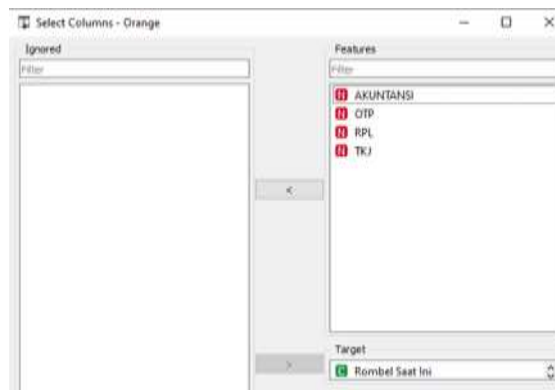 Select Columns - Orange
Ignored
Filter
Features
Filter
N AKUNTANSI
N OTP
N RPL
N TKJ
<
Target
>
C Rombel Saat Ini